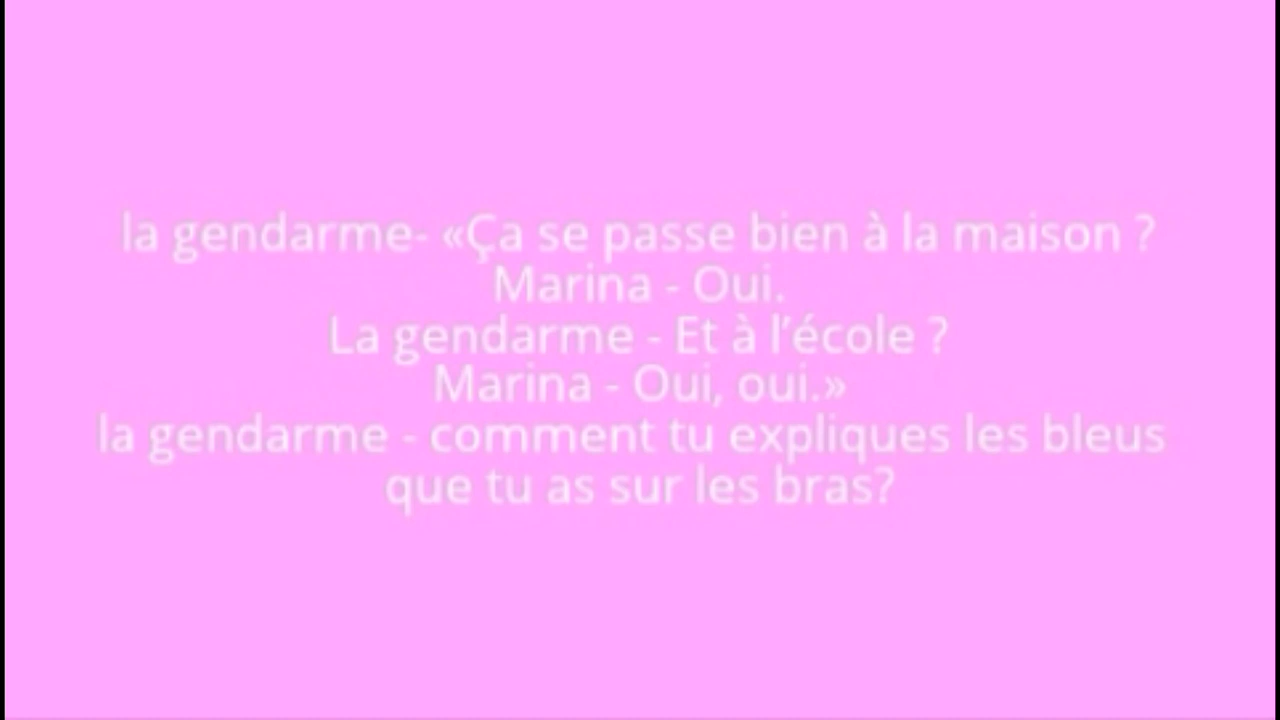 la gendarme- «Ça se passe bien à la maison ?
Marina - Oui.
La gendarme - Et à l’école ?
Marina - Oui, oui.»
la gendarme - comment tu expliques les bleus
que tu as sur les bras?